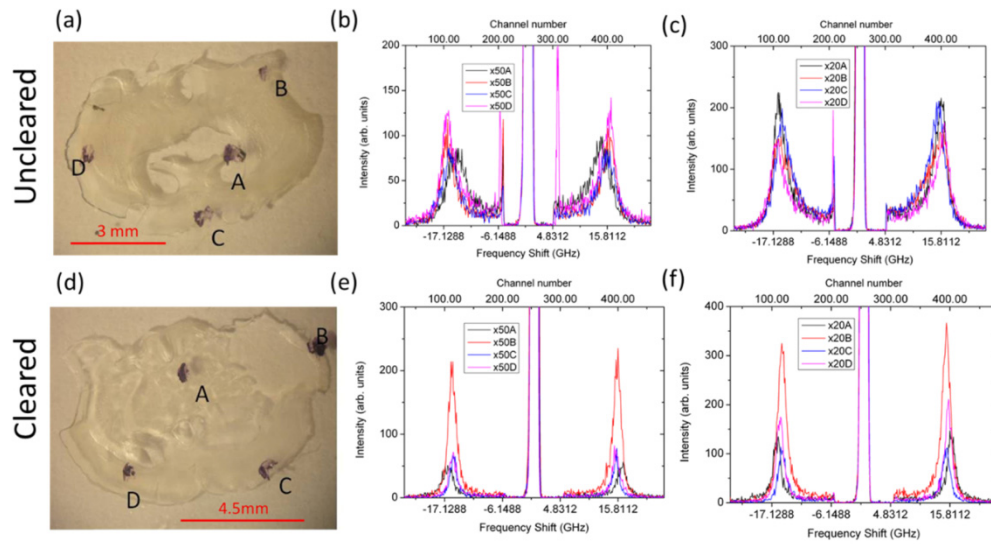 Uncleared
(a)
B
D
A
C
3 mm
(b)
Channel number
100.00 200.00 300.00 400.00
Intensity (arb. units)
200
150
100
50
0
x50A
x50B
x50C
x50D
-17.1288 -6.1488 4.8312 15.8112
Frequency Shift (GHz)
(c)
Channel number
100.00 200.00 300.00 400.00
Intensity (arb. units)
300
200
100
0
x20A
x20B
x20C
x20D
-17.1288 -6.1488 4.8312 15.8112
Frequency Shift (GHz)
Cleared
(d)
B
A
D
C
4.5mm
(e)
Channel number
100.00 200.00 300.00 400.00
Intensity (arb. units)
300
200
100
0
x50A
x50B
x50C
x50D
-17.1288 -6.1488 4.8312 15.8112
Frequency Shift (GHz)
(f)
Channel number
100.00 200.00 300.00 400.00
Intensity (arb. units)
400
300
200
100
0
x20A
x20B
x20C
x20D
-17.1288 -6.1488 4.8312 15.8112
Frequency Shift (GHz)